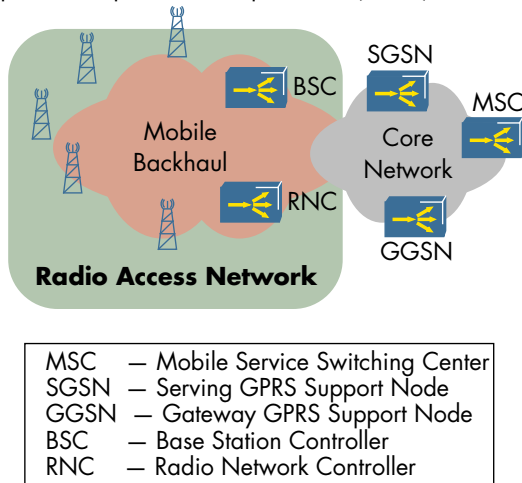 SGSN
BSC
MSC
Mobile
Backhaul
Core
Network
RNC
GGSN
Radio Access Network
MSC – Mobile Service Switching Center
SGSN – Serving GPRS Support Node
GGSN – Gateway GPRS Support Node
BSC – Base Station Controller
RNC – Radio Network Controller